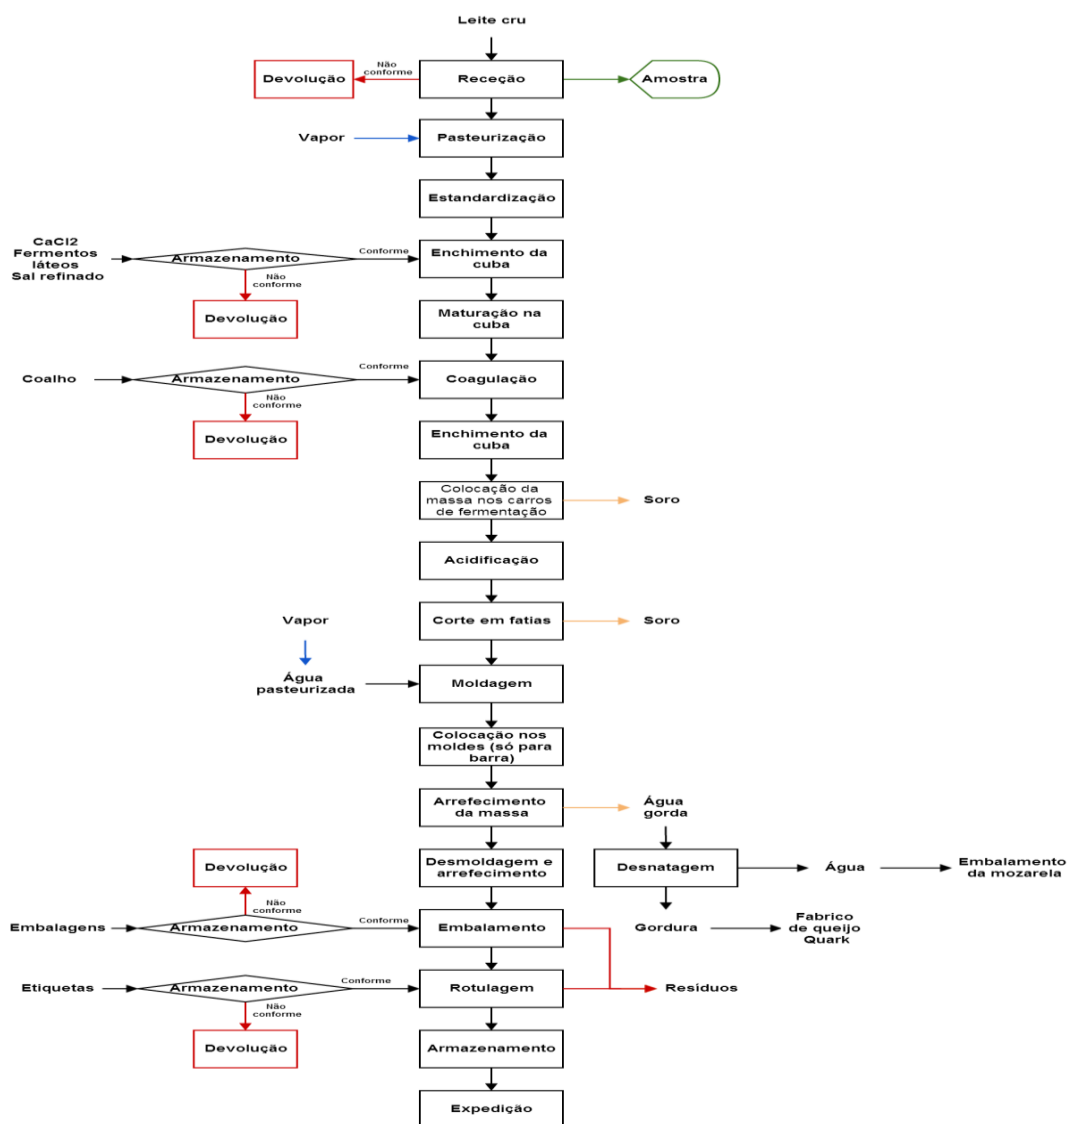 Leite cru
Devolução
Não
conforme
Receção
Amostra
Vapor
Pasteurização
Estandardização
CaCl2
Fermentos
láteos
Sal refinado
Armazenamento
Conforme
Enchimento da
cuba
Não
conforme
Devolução
Maturação na
cuba
Coalho
Armazenamento
Conforme
Coagulação
Não
conforme
Devolução
Enchimento da
cuba
Colocação da
massa nos carros
de fermentação
Soro
Acidificação
Corte em fatias
Soro
Vapor
Água
pasteurizada
Moldagem
Colocação nos
moldes (só para
barra)
Arrefecimento
da massa
Água
gorda
Devolução
Desmoldagem e
arrefecimento
Desnatagem
Água
Embalamento
da mozarela
Não
conforme
Embalagens
Armazenamento
Conforme
Embalamento
Gordura
Fabrico
de queijo
Quark
Etiquetas
Armazenamento
Conforme
Rotulagem
Resíduos
Não
conforme
Devolução
Armazenamento
Expedição